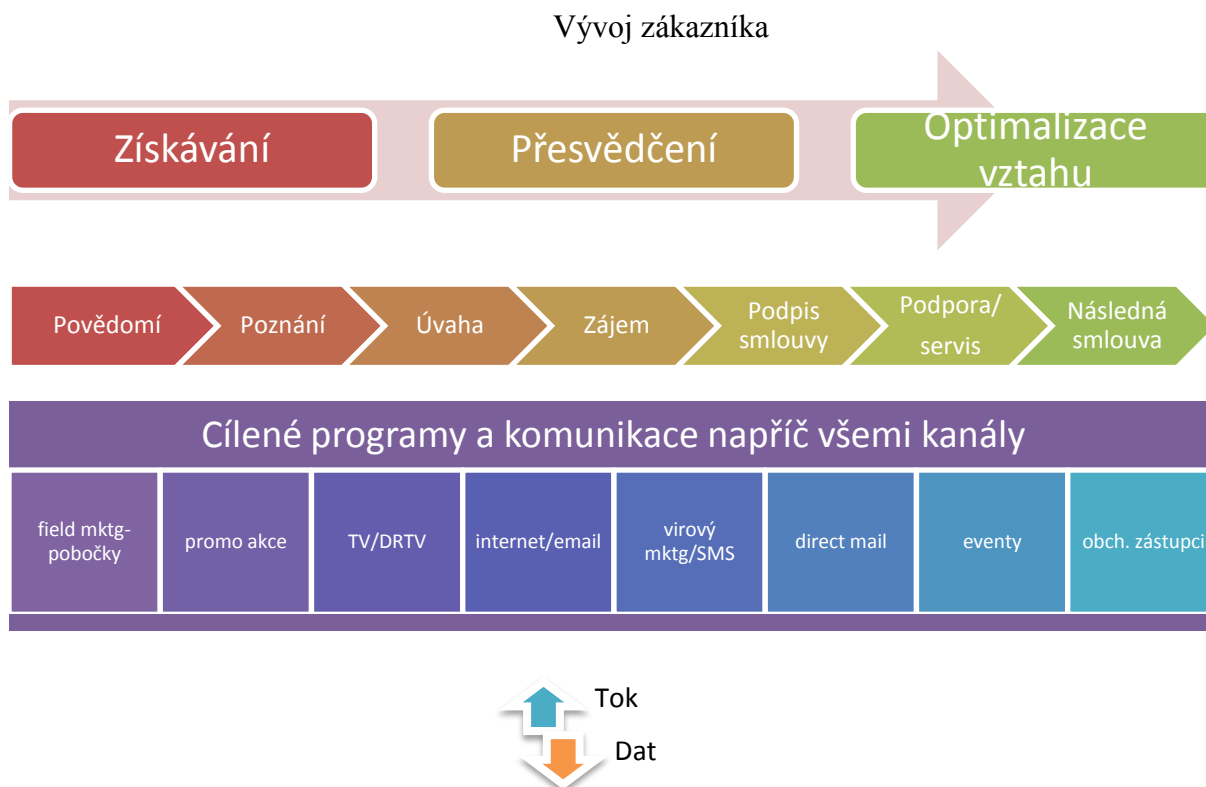 Vývoj zákazníka
Získávání
Přesvědčení
Optimalizace
vztahu
Povědomí
Poznání
Úvaha
Zájem
Podpis
smlouvy
Podpora/
servis
Následná
smlouva
Cílené programy a komunikace napříč všemi kanály
field mktg-
pobočky
promo akce
TV/DRTV
internet/email
virový
mktg/SMS
direct mail
eventy
obch. zástupci
Tok
Dat